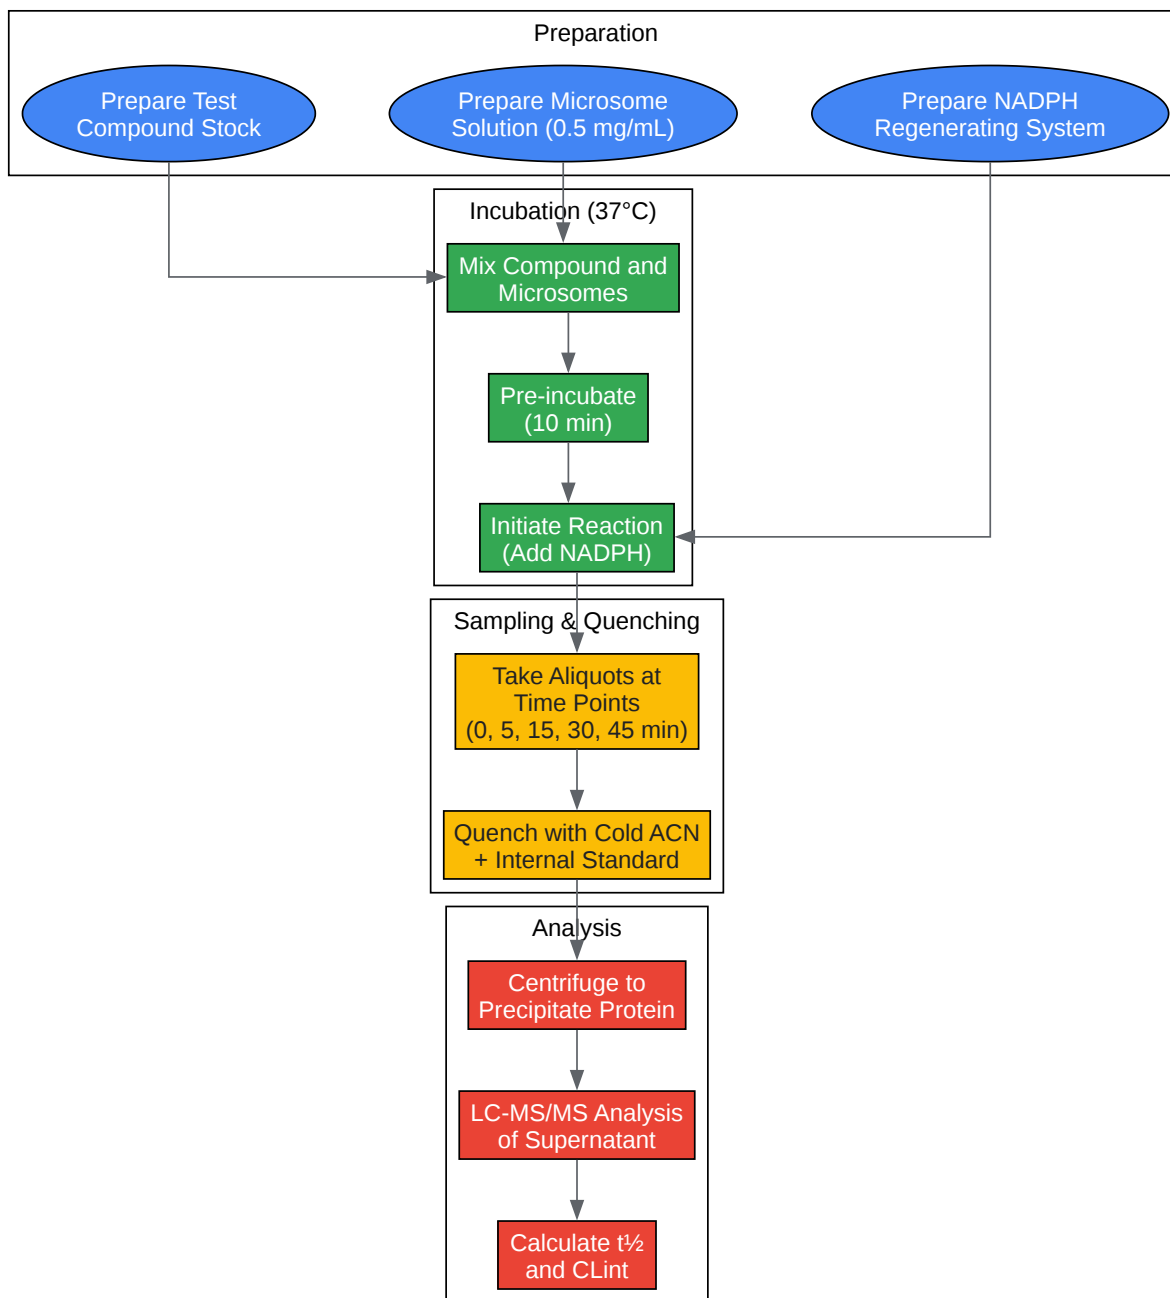 Preparation
Prepare Test
Compound Stock
Prepare Microsome
Solution (0.5 mg/mL)
Prepare NADPH
Regenerating System
Incubation (37°C)
Mix Compound and
Microsomes
Pre-incubate
(10 min)
Initiate Reaction
(Add NADPH)
Sampling & Quenching
Take Aliquots at
Time Points
(0, 5, 15, 30, 45 min)
Quench with Cold ACN
+ Internal Standard
Analysis
Centrifuge to
Precipitate Protein
LC-MS/MS Analysis
of Supernatant
Calculate t½
and CLint